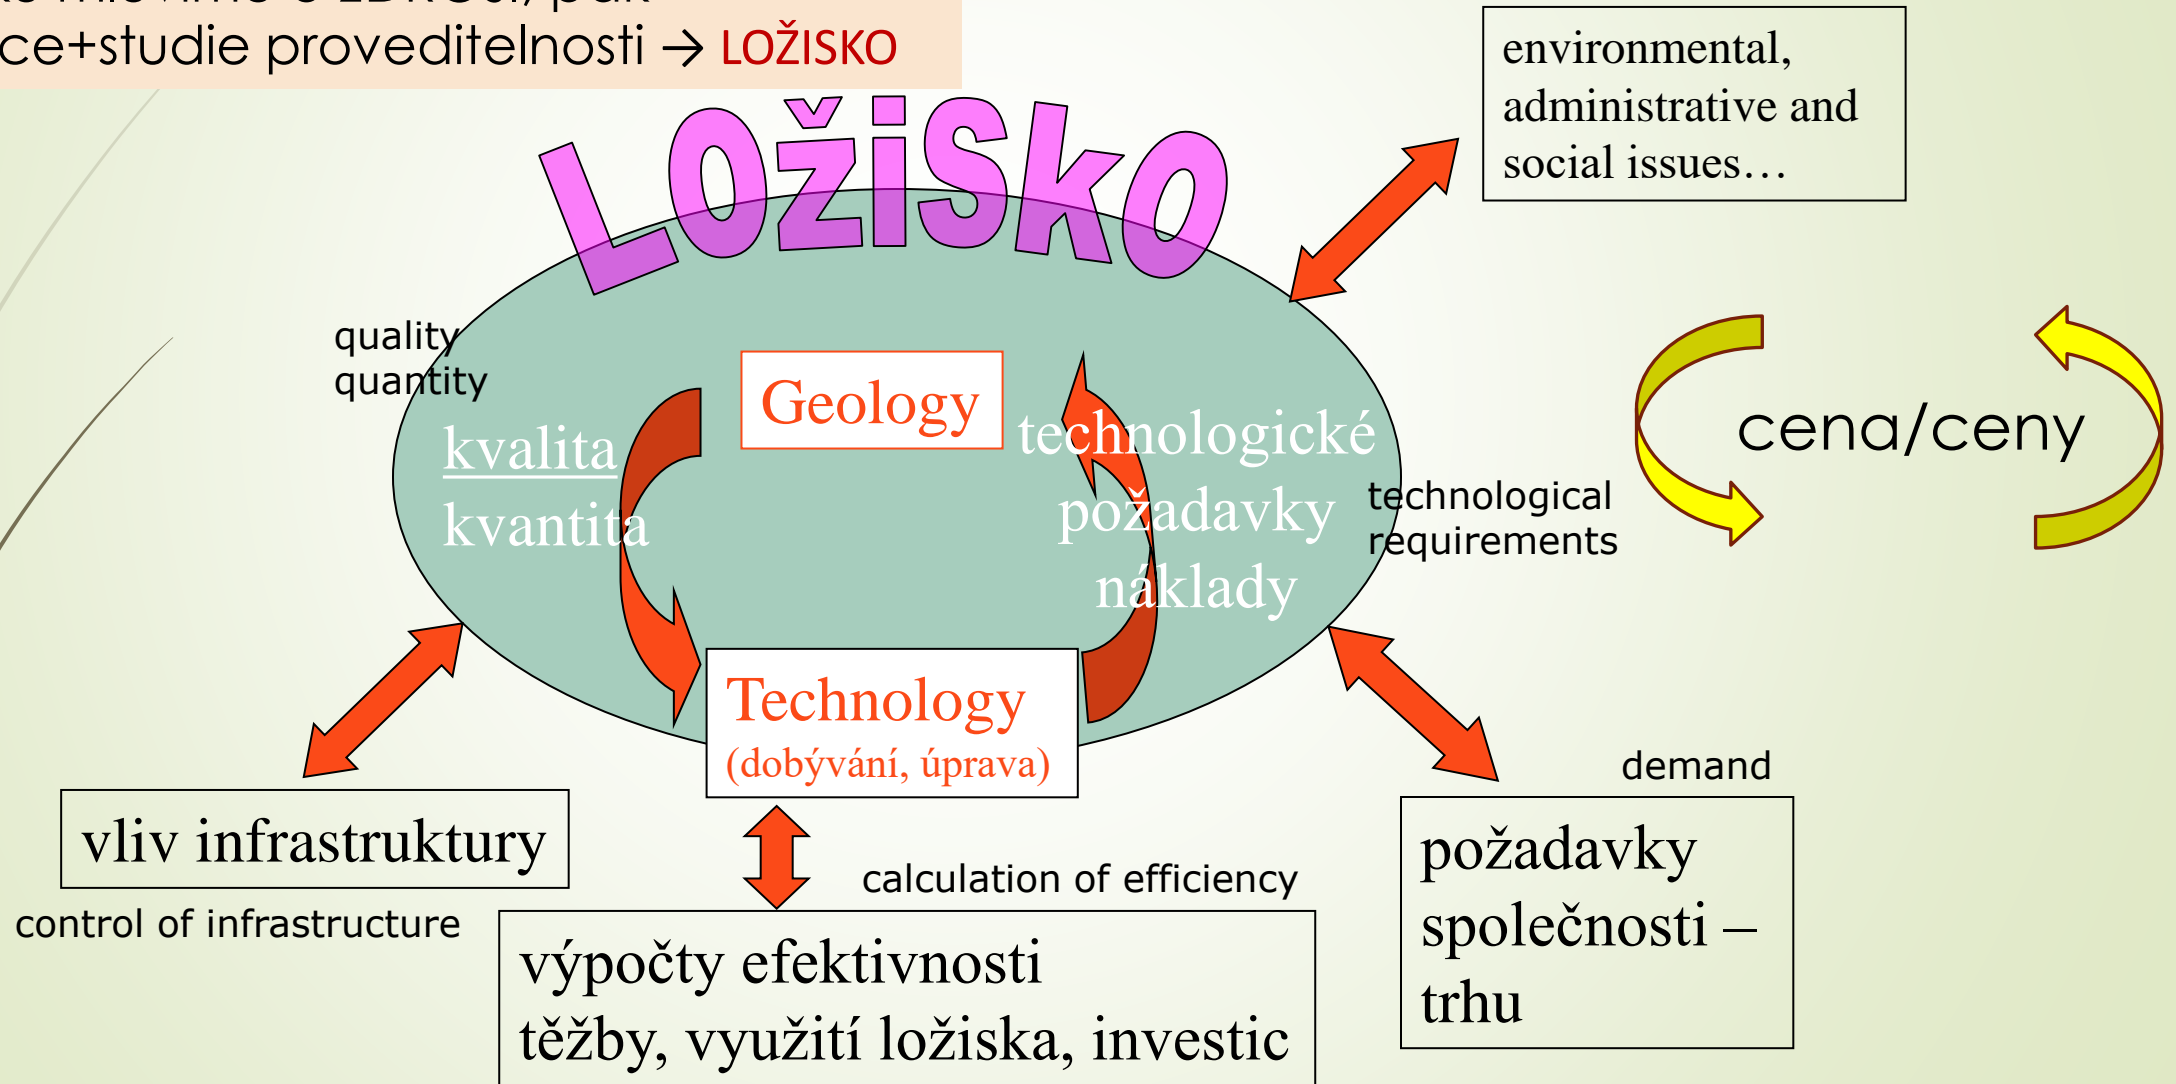 ce+studie proveditelnosti → LOŽISKO
LOžiSko
environmental,
administrative and
social issues...
quality
quantity
Geology
kvalita
kvantita
technologické
požadavky
náklady
technological
requirements
cena/ceny
Technology
(dobývání, úprava)
demand
vliv infrastruktury
control of infrastructure
calculation of efficiency
požadavky
společnosti –
trhu
výpočty efektivnosti
těžby, využití ložiska, investic